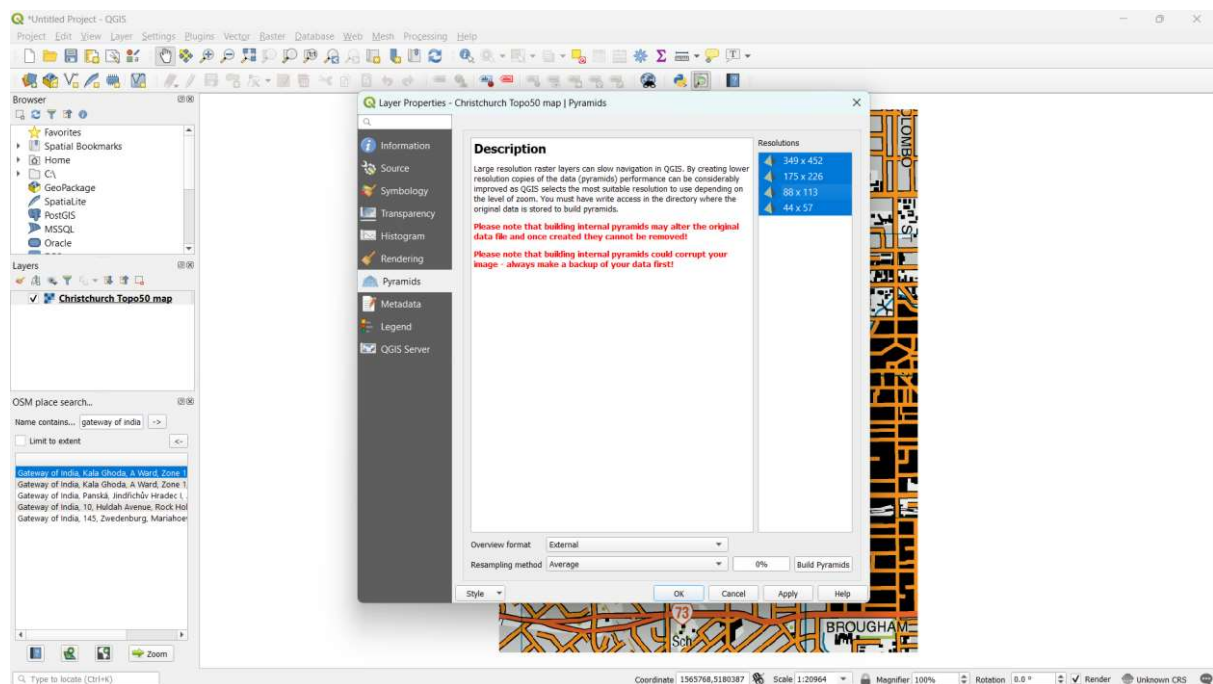 *Untitled Project - QGIS
Project Edit View Layer Settings Plugins Vector Raster Database Web Mesh Processing Help
Browser
Favorites
Spatial Bookmarks
Home
C:\
GeoPackage
SpatiaLite
PostGIS
MSSQL
Oracle
Layers
Christchurch Topo50 map
OSM place search...
Name contains... gateway of india ->
Limit to extent <-
Gateway of India, Kala Ghoda, A Ward, Zone 1
Gateway of India, Kala Ghoda, A Ward, Zone 1
Gateway of India, Panská, Jindřichův Hradec I,
Gateway of India, 10, Huldah Avenue, Rock Hol
Gateway of India, 145, Zwedenburg, Mariahoe
Zoom
Layer Properties - Christchurch Topo50 map | Pyramids
Information
Source
Symbology
Transparency
Histogram
Rendering
Pyramids
Metadata
Legend
QGIS Server
Description
Large resolution raster layers can slow navigation in QGIS. By creating lower
resolution copies of the data (pyramids) performance can be considerably
improved as QGIS selects the most suitable resolution to use depending on
the level of zoom. You must have write access in the directory where the
original data is stored to build pyramids.
Please note that building internal pyramids may alter the original
data file and once created they cannot be removed!
Please note that building internal pyramids could corrupt your
image - always make a backup of your data first!
Resolutions
349 x 452
175 x 226
88 x 113
44 x 57
Overview format External
Resampling method Average 0% Build Pyramids
Style OK Cancel Apply Help
COLOMBO
ST
73
Sch
BROUGHAM
Type to locate (Ctrl+K) Coordinate 1565768,5180387 Scale 1:20964 Magnifier 100% Rotation 0.0 ° Render Unknown CRS